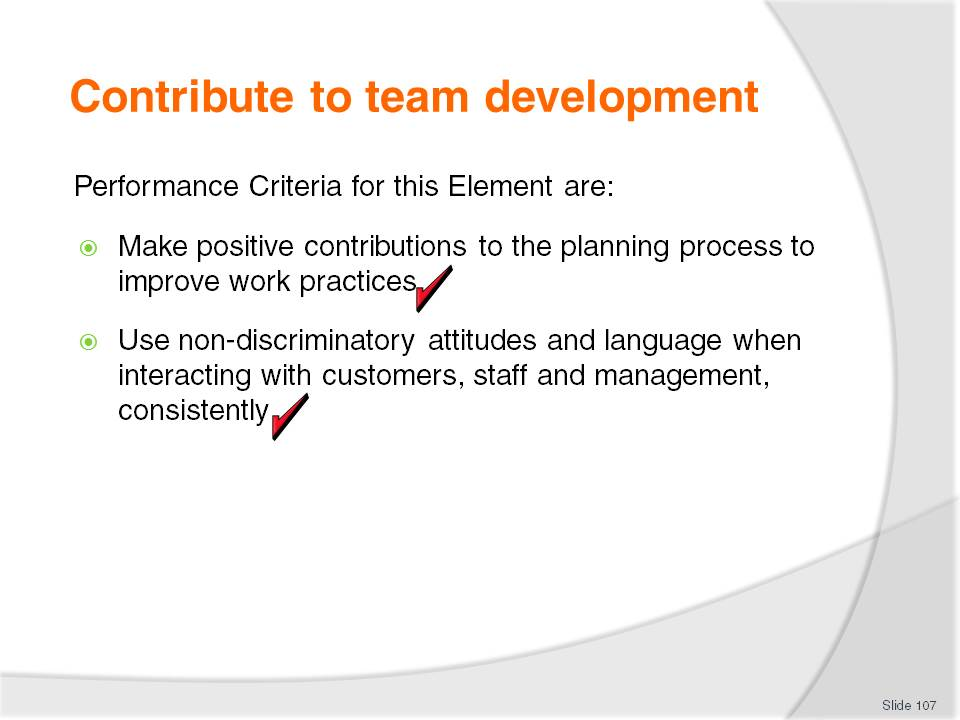 Contribute to team development
Performance Criteria for this Element are:
Make positive contributions to the planning process to
improve work practices
Use non-discriminatory attitudes and language when
interacting with customers, staff and management,
consistently
Slide 107